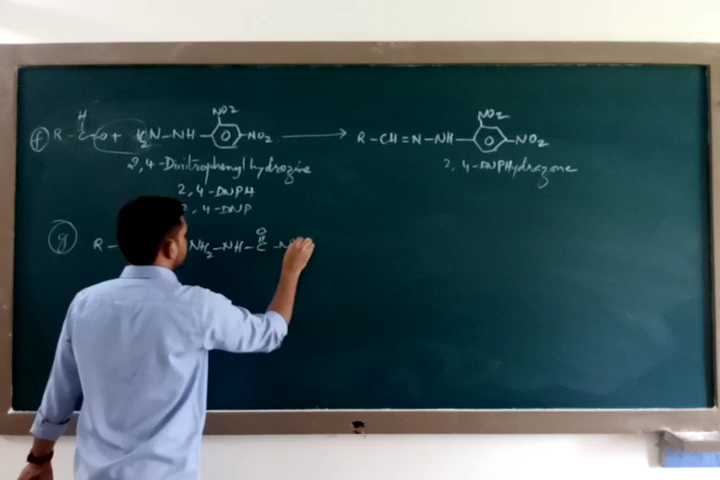 NO2 NO2
H
(f) R - C = O + H2N - NH - NO2 → R - CH = N - NH - NO2
2,4 - Dinitrophenyl hydrazine 2, 4 - DNPHydrazone
2, 4 - DNPH
2, 4 - DNP
O
(g) R - NH2 - NH - C -